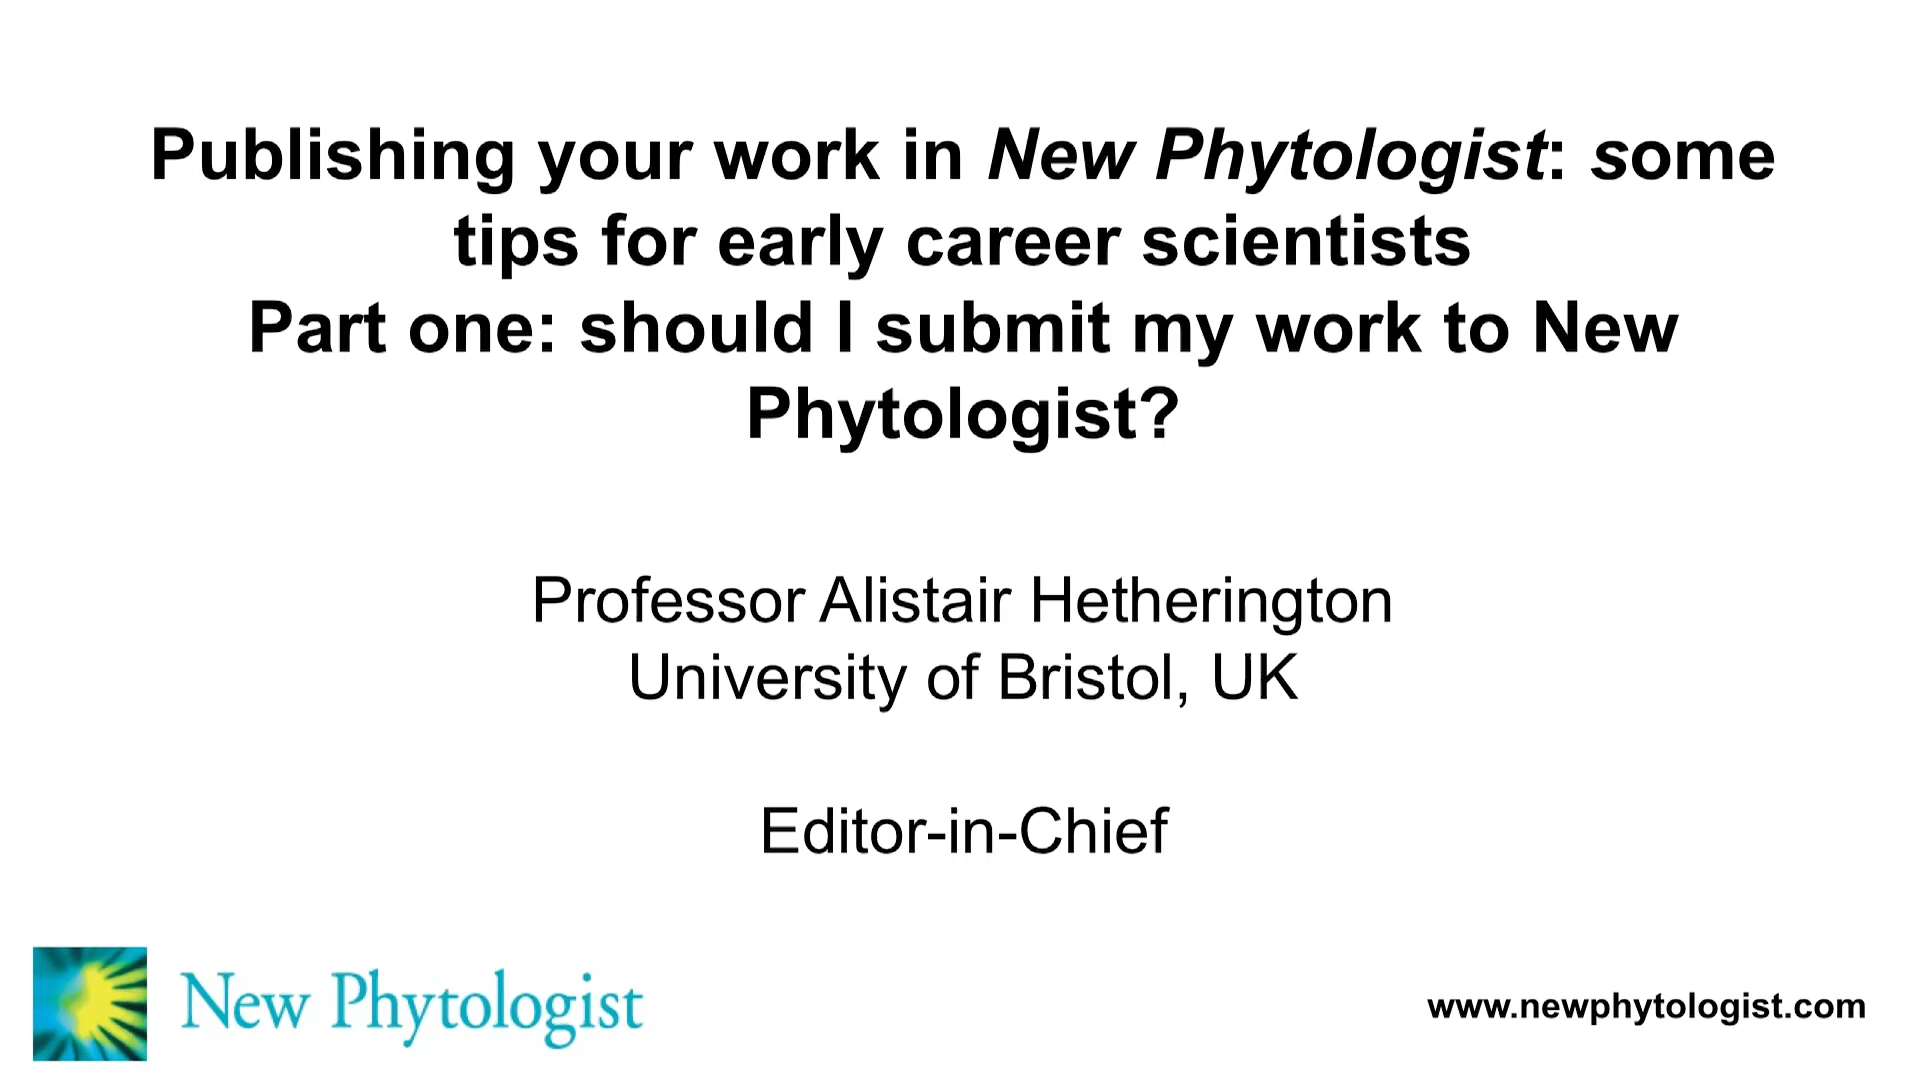 Publishing your work in New Phytologist: some
tips for early career scientists
Part one: should I submit my work to New
Phytologist?
Professor Alistair Hetherington
University of Bristol, UK
Editor-in-Chief
New Phytologist
www.newphytologist.com